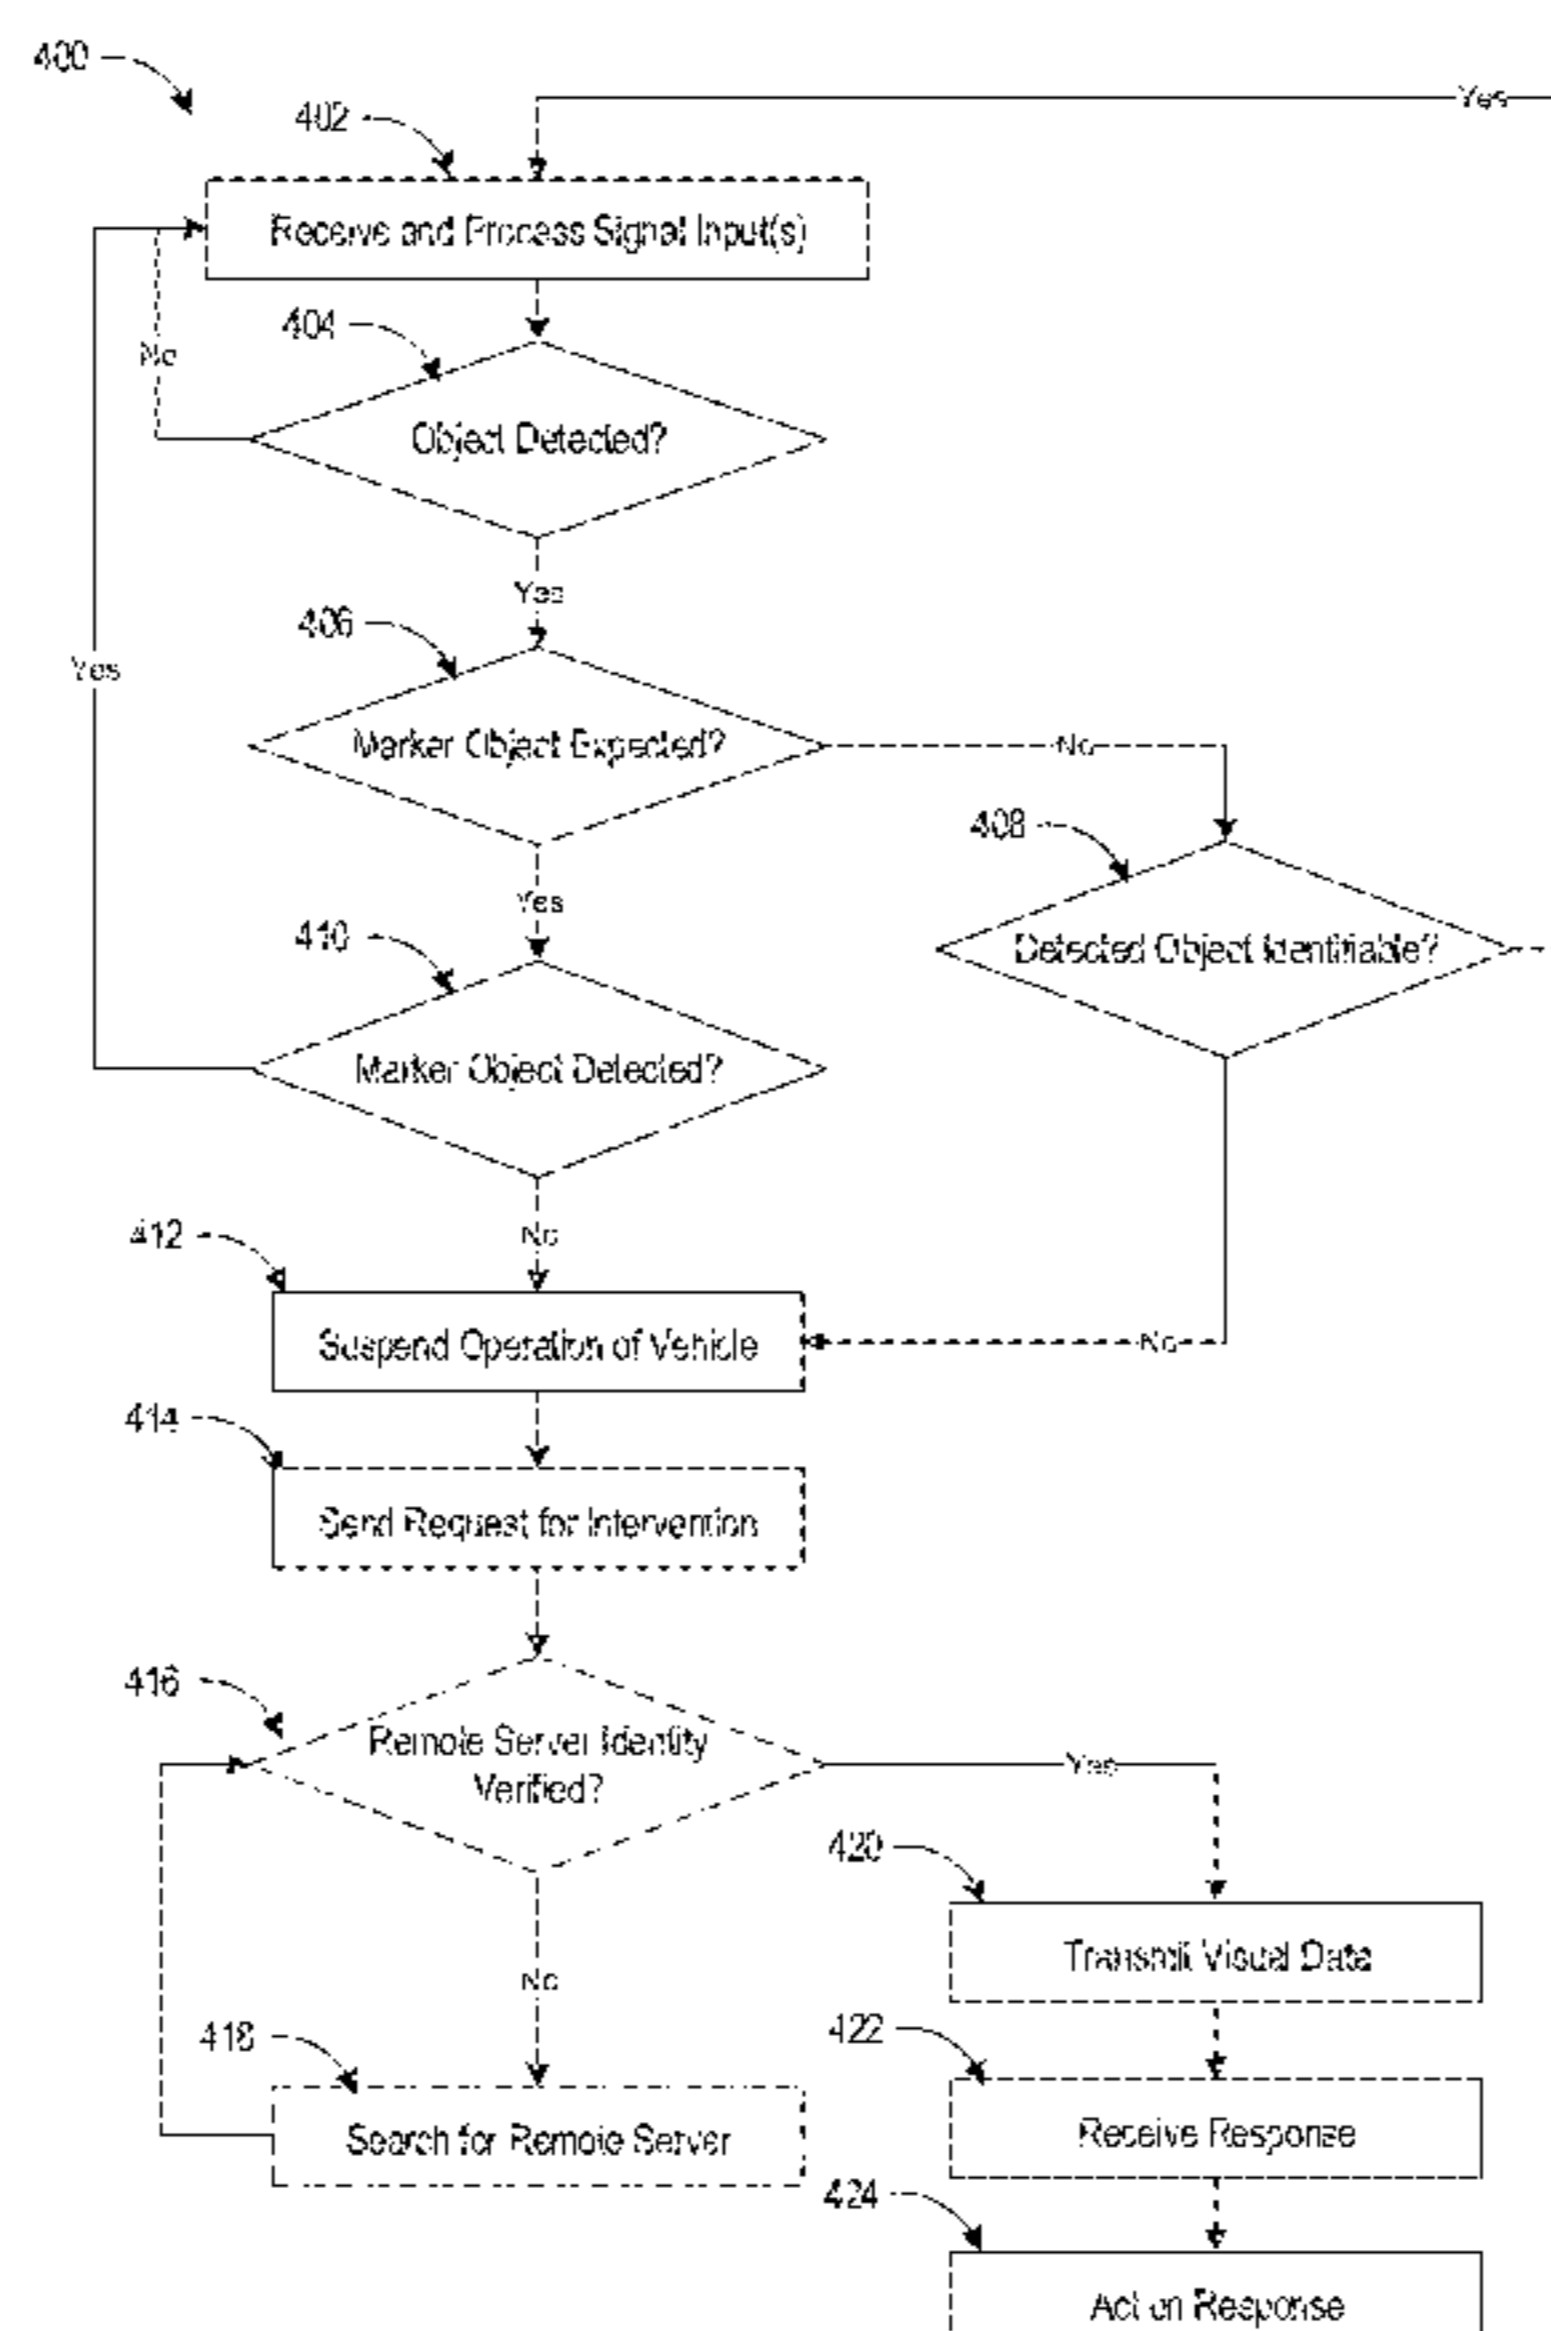 400
402
Yes
Receive and Process Signal Input(s)
404
No
Object Detected?
Yes
406
Yes
Marker Object Expected?
No
408
Yes
410
Detected Object Identifiable?
Marker Object Detected?
412
No
Suspend Operation of Vehicle
No
414
Send Request for Intervention
416
Remote Server Identity
Verified?
Yes
420
Transmit Visual Data
No
418
422
Search for Remote Server
Receive Response
424
Act on Response